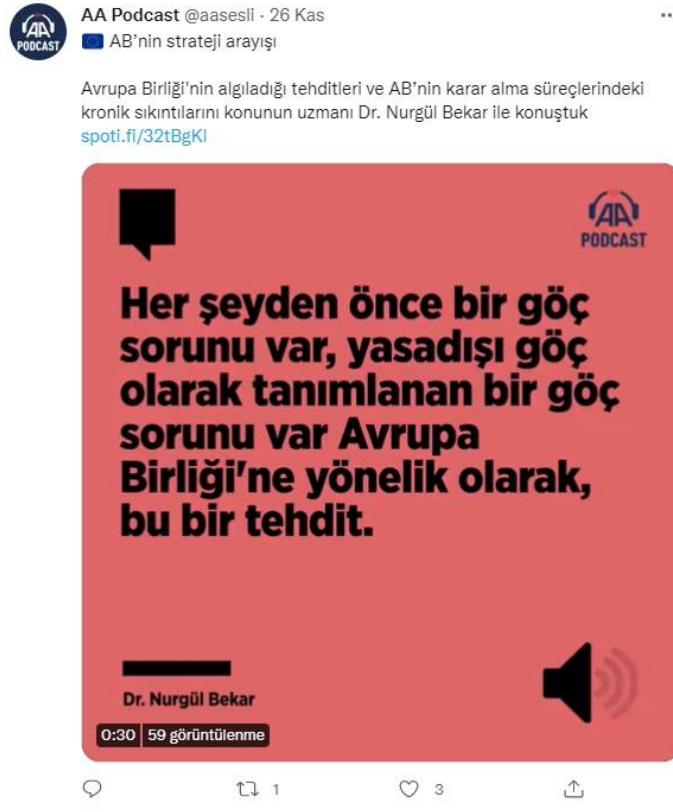 AA Podcast @aasesli · 26 Kas
AA
PODCAST
AB'nin strateji arayışı
Avrupa Birliği'nin algıladığı tehditleri ve AB'nin karar alma süreçlerindeki
kronik sıkıntılarını konunun uzmanı Dr. Nurgül Bekar ile konuştuk
spoti.fi/32tBgKl
AA
PODCAST
Her şeyden önce bir göç
sorunu var, yasadışı göç
olarak tanımlanan bir göç
sorunu var Avrupa
Birliği'ne yönelik olarak,
bu bir tehdit.
Dr. Nurgül Bekar
0:30 59 görüntülenme
1 3